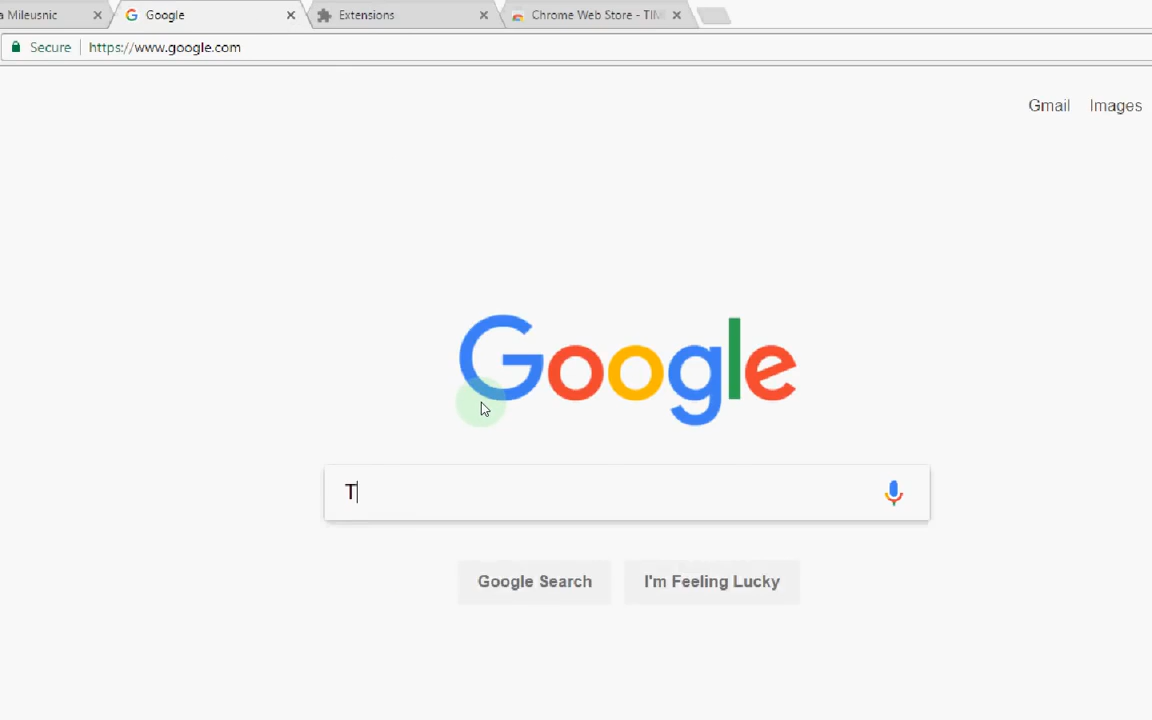 a Mileusnic
Google
Extensions
Chrome Web Store - TIM
Secure
https://www.google.com
Gmail
Images
Google
T
Google Search
I'm Feeling Lucky